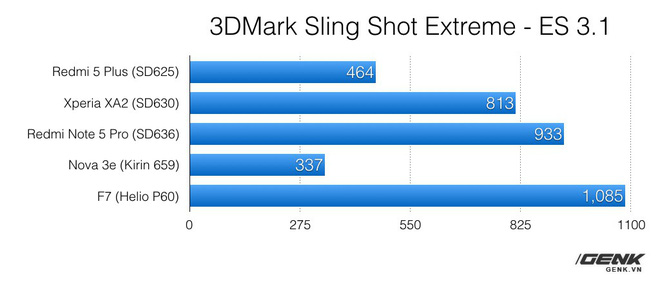 3DMark Sling Shot Extreme - ES 3.1
Redmi 5 Plus (SD625)
464
Xperia XA2 (SD630)
813
Redmi Note 5 Pro (SD636)
933
Nova 3e (Kirin 659)
337
F7 (Helio P60)
1,085
0 275 550 825 1100
GENK
GENK.VN